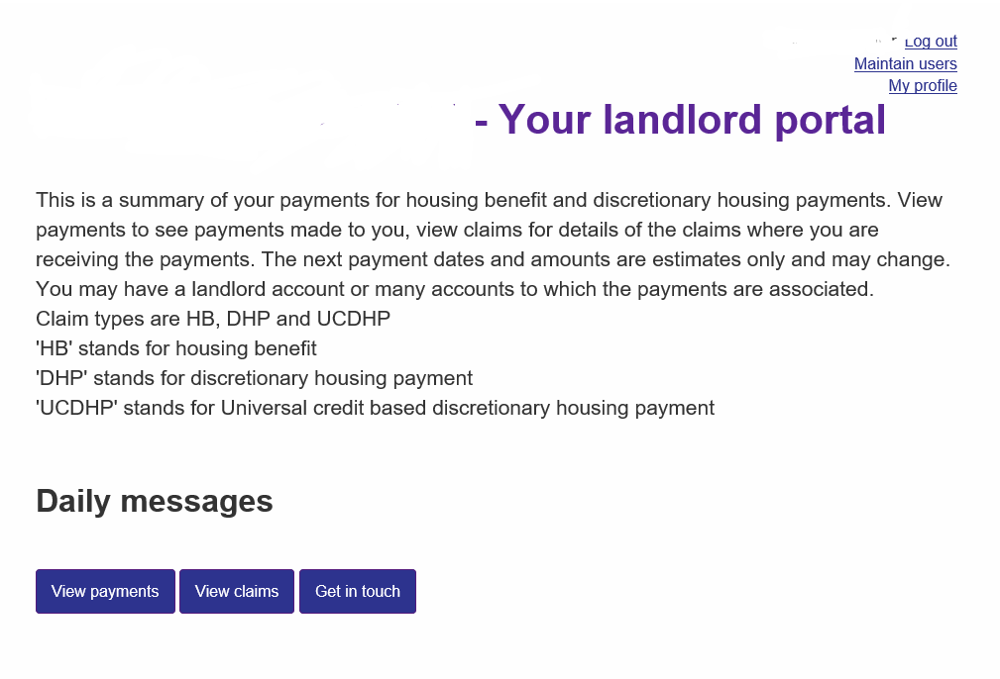 Log out
Maintain users
My profile
- Your landlord portal
This is a summary of your payments for housing benefit and discretionary housing payments. View
payments to see payments made to you, view claims for details of the claims where you are
receiving the payments. The next payment dates and amounts are estimates only and may change.
You may have a landlord account or many accounts to which the payments are associated.
Claim types are HB, DHP and UCDHP
'HB' stands for housing benefit
'DHP' stands for discretionary housing payment
'UCDHP' stands for Universal credit based discretionary housing payment
Daily messages
View payments View claims Get in touch